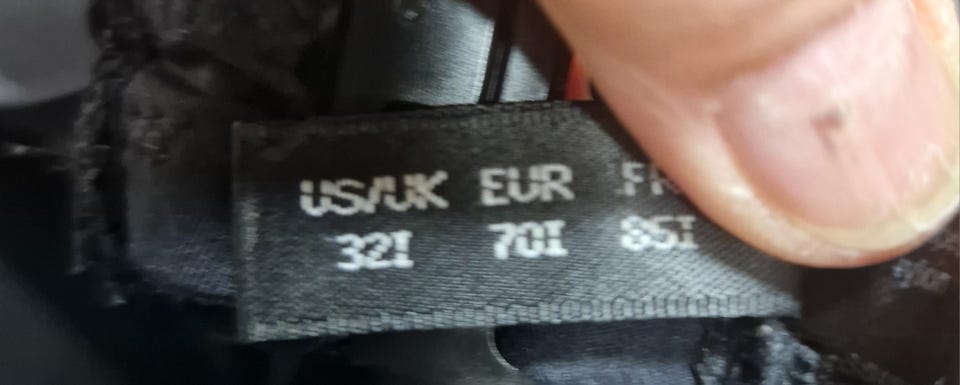 US/UK EUR FR
32I 70I 85I